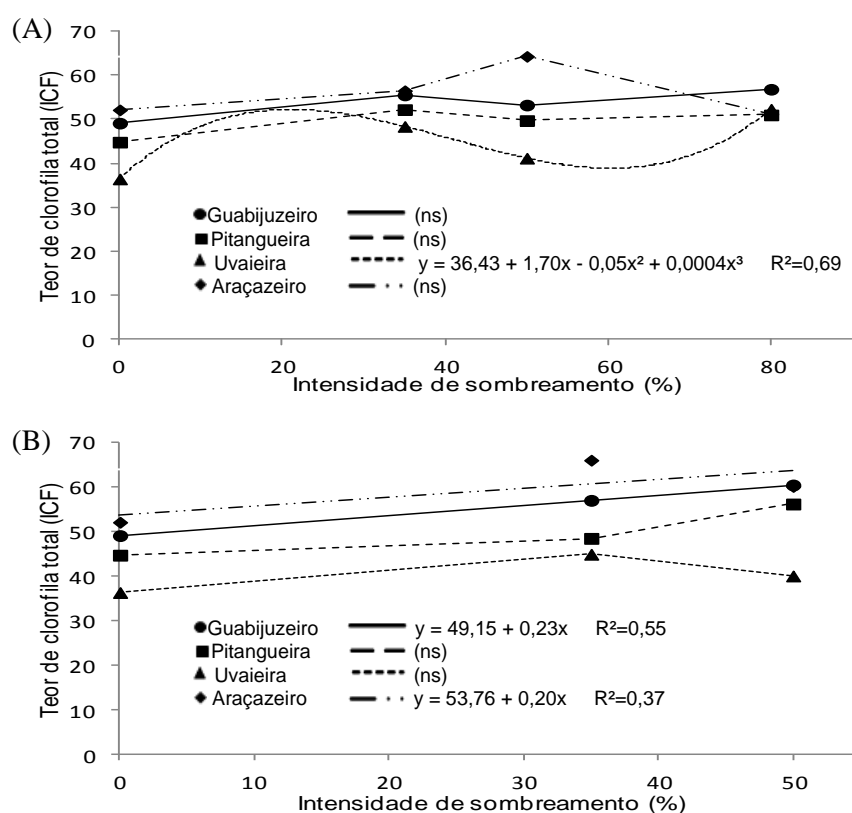 (A)
Teor de clorofila total (ICF)
70
60
50
40
30
20
10
0
Guabijuzeiro (ns)
Pitangueira (ns)
Uvaieira y = 36,43 + 1,70x - 0,05x² + 0,0004x³ R²=0,69
Araçazeiro (ns)
0 20 40 60 80
Intensidade de sombreamento (%)
(B)
Teor de clorofila total (ICF)
70
60
50
40
30
20
10
0
Guabijuzeiro y = 49,15 + 0,23x R²=0,55
Pitangueira (ns)
Uvaieira (ns)
Araçazeiro y = 53,76 + 0,20x R²=0,37
0 10 20 30 40 50
Intensidade de sombreamento (%)